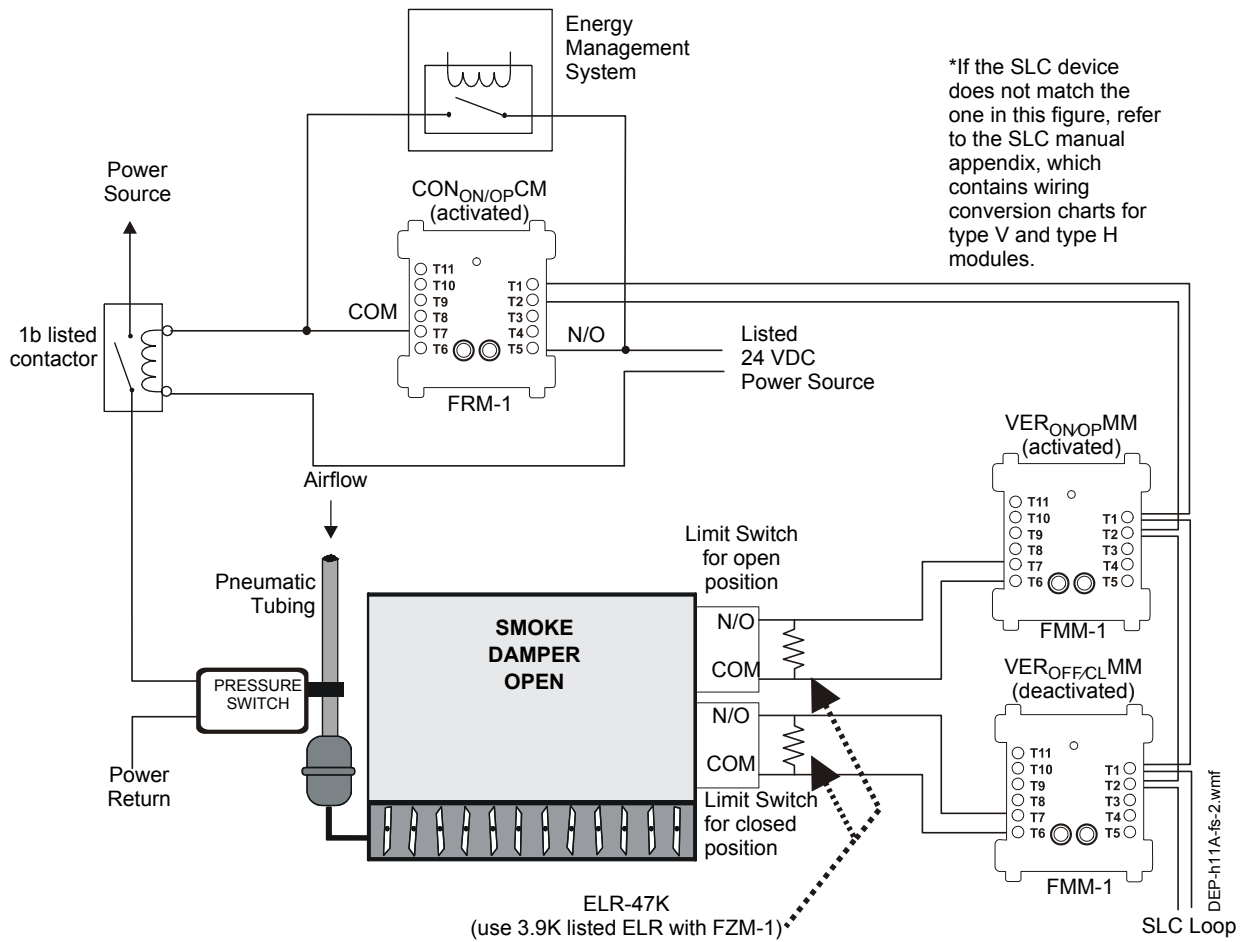 Energy
Management
System
*If the SLC device
does not match the
one in this figure, refer
to the SLC manual
appendix, which
contains wiring
conversion charts for
type V and type H
modules.
Power
Source
CONON/OPCM
(activated)
T11
T10
T9
T8
T7
T6
T1
T2
T3
T4
T5
COM
N/O
FRM-1
1b listed
contactor
Listed
24 VDC
Power Source
VERON/OPMM
(activated)
T11
T10
T9
T8
T7
T6
T1
T2
T3
T4
T5
FMM-1
Airflow
Pneumatic
Tubing
Limit Switch
for open
position
SMOKE
DAMPER
OPEN
N/O
COM
N/O
COM
PRESSURE
SWITCH
Power
Return
Limit Switch
for closed
position
VEROFF/CLMM
(deactivated)
T11
T10
T9
T8
T7
T6
T1
T2
T3
T4
T5
FMM-1
ELR-47K
(use 3.9K listed ELR with FZM-1)
SLC Loop
DEP-h11A-fs-2.wmf